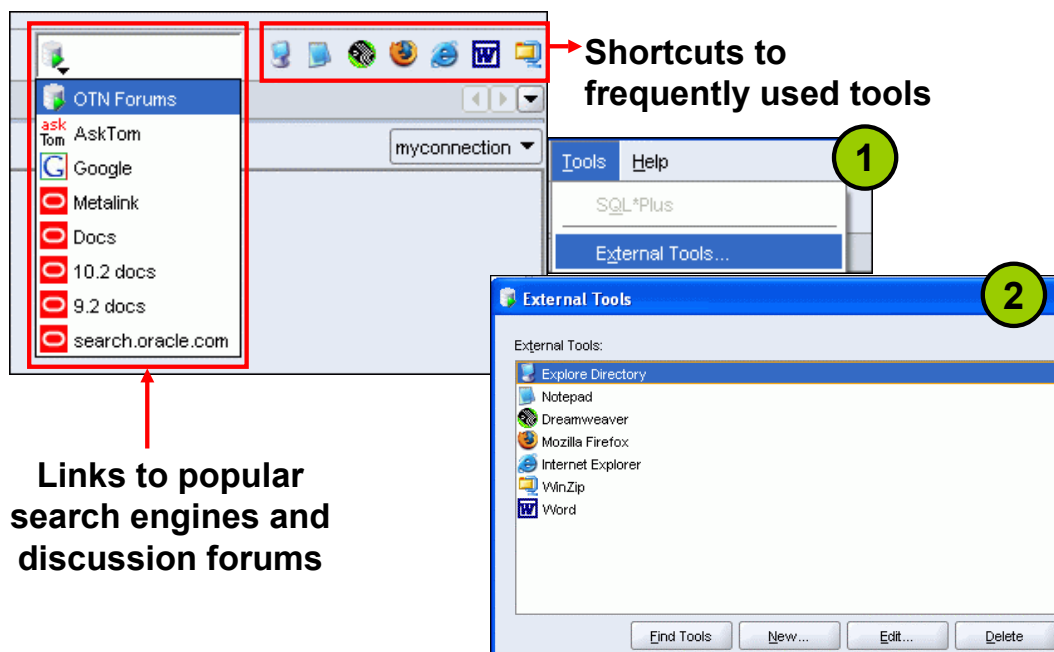 Shortcuts to
frequently used tools
OTN Forums
ask
Tom AskTom
G Google
Metalink
Docs
10.2 docs
9.2 docs
search.oracle.com
myconnection
W
Links to popular
search engines and
discussion forums
1
Tools Help
SQL*Plus
External Tools...
2
External Tools
External Tools:
Explore Directory
Notepad
Dreamweaver
Mozilla Firefox
Internet Explorer
WinZip
W Word
Find Tools New... Edit... Delete